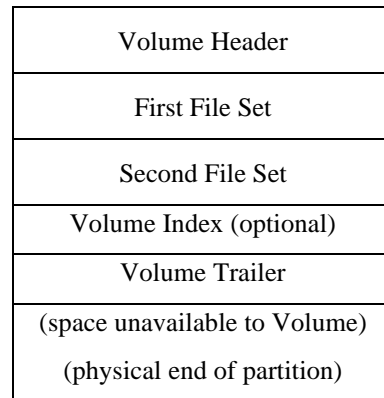 Volume Header
First File Set
Second File Set
Volume Index (optional)
Volume Trailer
(space unavailable to Volume)
(physical end of partition)